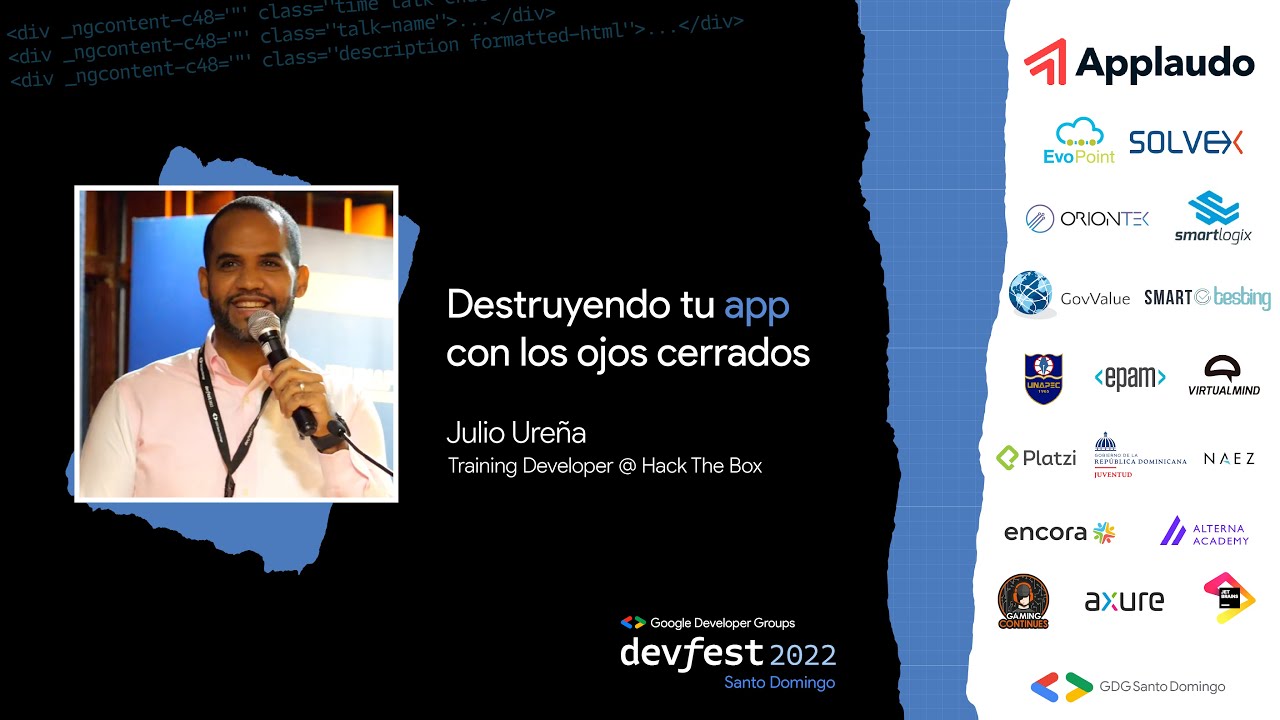 <div _ngcontent-c48="" class="time talk
<div _ngcontent-c48="" class="talk-name">...</div>
<div _ngcontent-c48="" class="description formatted-html">...</div>
Destruyendo tu app
con los ojos cerrados
Julio Ureña
Training Developer @ Hack The Box
Google Developer Groups
devfest 2022
Santo Domingo
Applaudo
EvoPoint
SOLVEX
ORIONTEK
smartlogix
GovValue
SMART testing
UNAPEC
1965
<epam>
VIRTUALMIND
Platzi
GOBIERNO DE LA
REPÚBLICA DOMINICANA
JUVENTUD
NAEZ
encora
ALTERNA
ACADEMY
GAMING
CONTINUES
axure
JET
BRAINS
GDG Santo Domingo